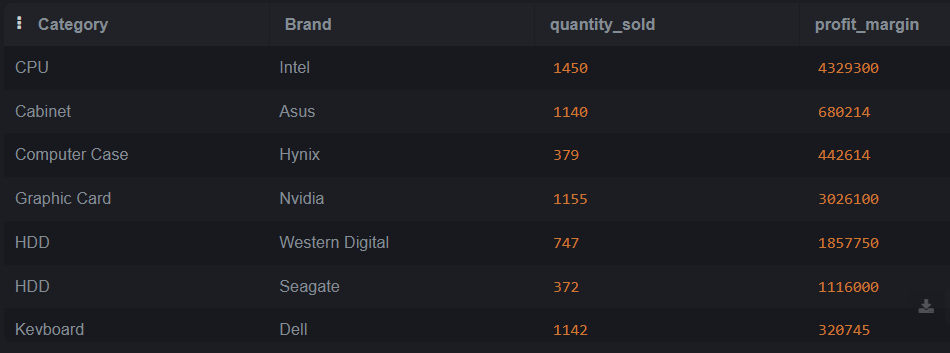 Category Brand quantity_sold profit_margin
CPU Intel 1450 4329300
Cabinet Asus 1140 680214
Computer Case Hynix 379 442614
Graphic Card Nvidia 1155 3026100
HDD Western Digital 747 1857750
HDD Seagate 372 1116000
Keyboard Dell 1142 320745